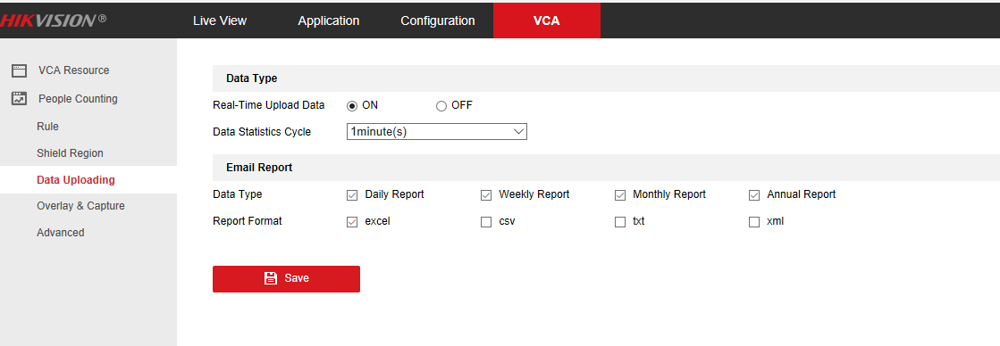 HIKVISION® Live View Application Configuration VCA
VCA Resource
People Counting
Rule
Shield Region
Data Uploading
Overlay & Capture
Advanced
Data Type
Real-Time Upload Data ON OFF
Data Statistics Cycle 1minute(s)
Email Report
Data Type Daily Report Weekly Report Monthly Report Annual Report
Report Format excel csv txt xml
Save